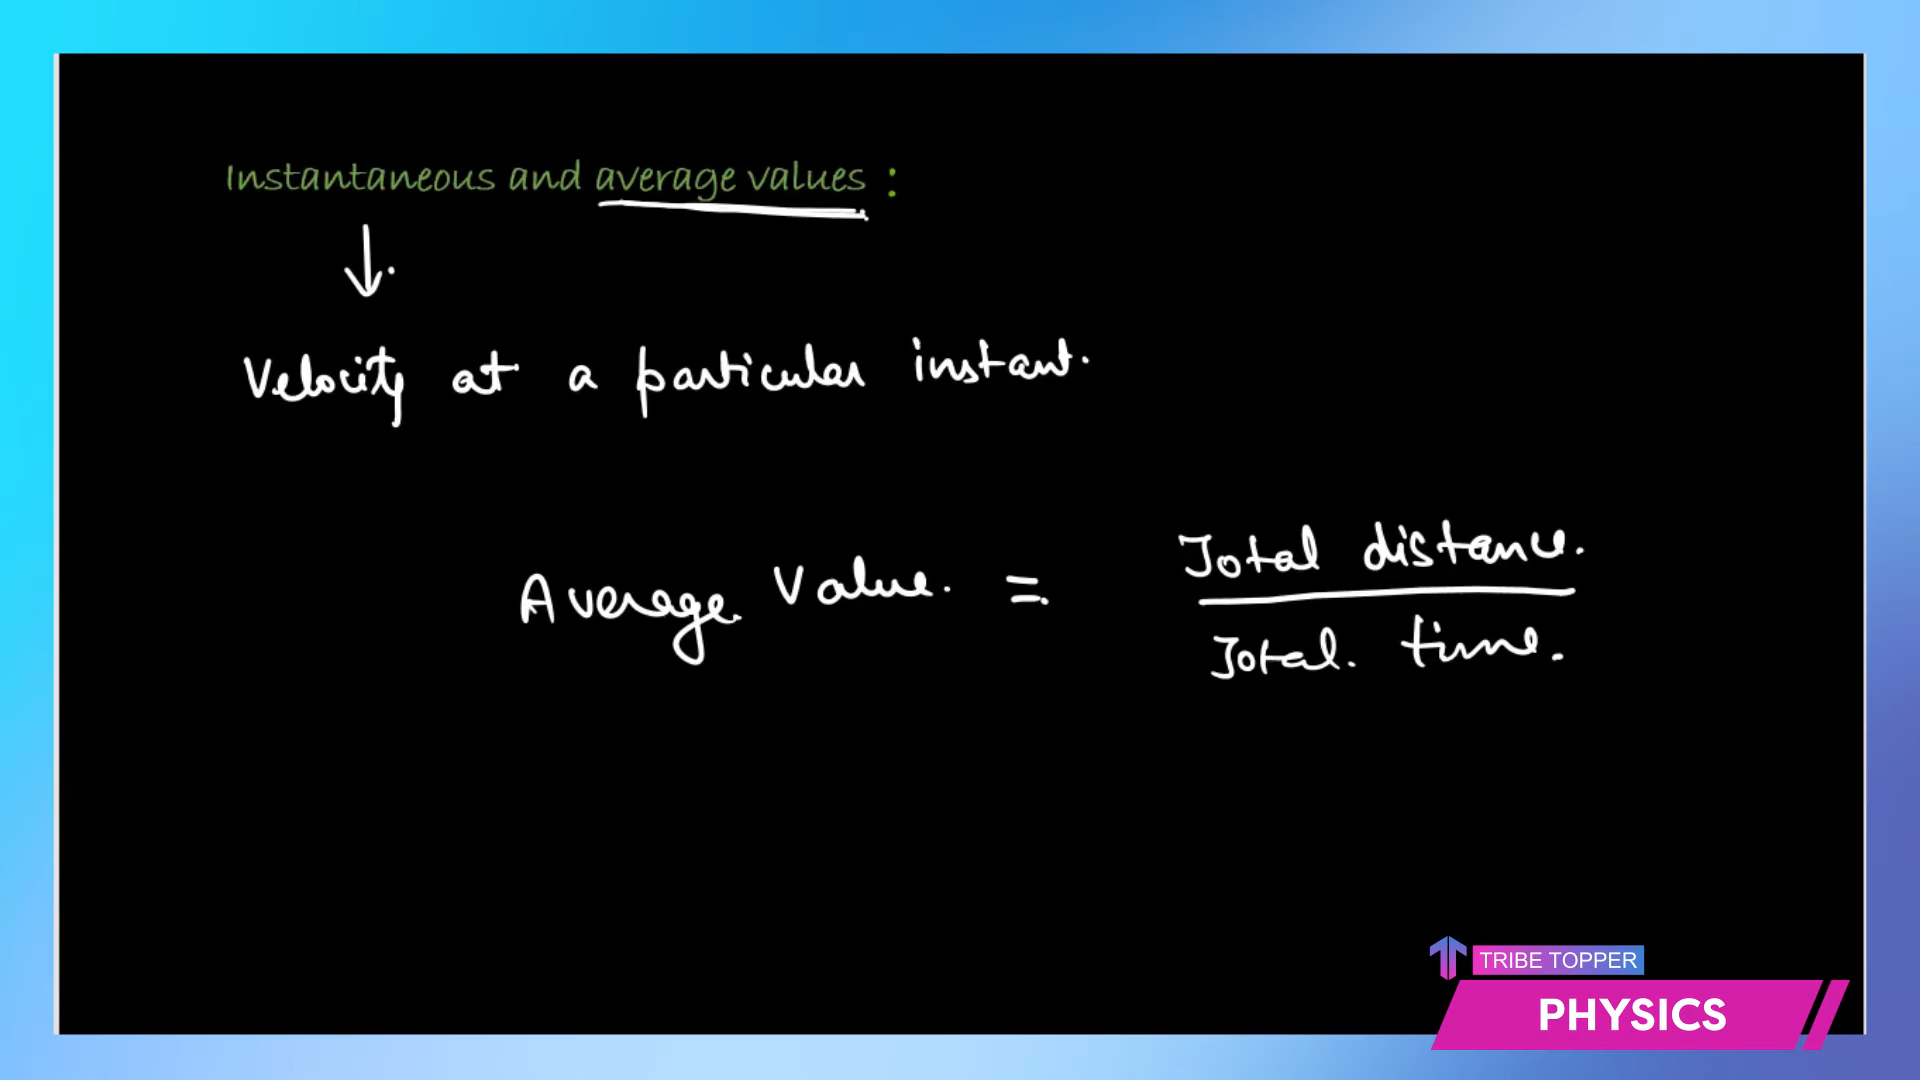 Instantaneous and average values :
Velocity at a particular instant.
Average Value. = Total distance.
Total. time.
TRIBE TOPPER
PHYSICS